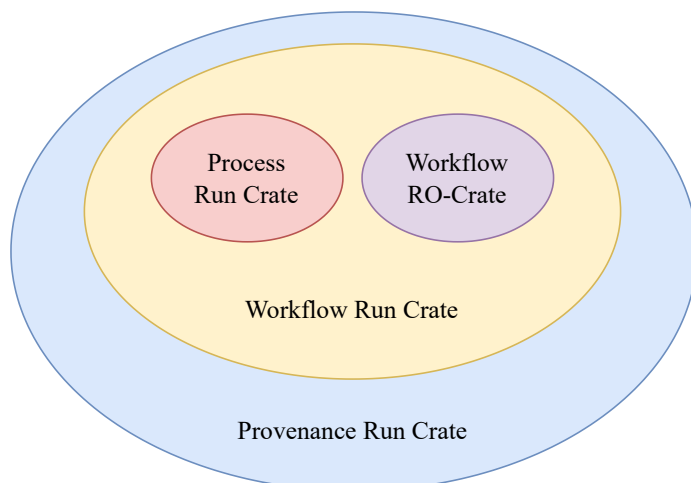 Process
Run Crate
Workflow
RO-Crate
Workflow Run Crate
Provenance Run Crate